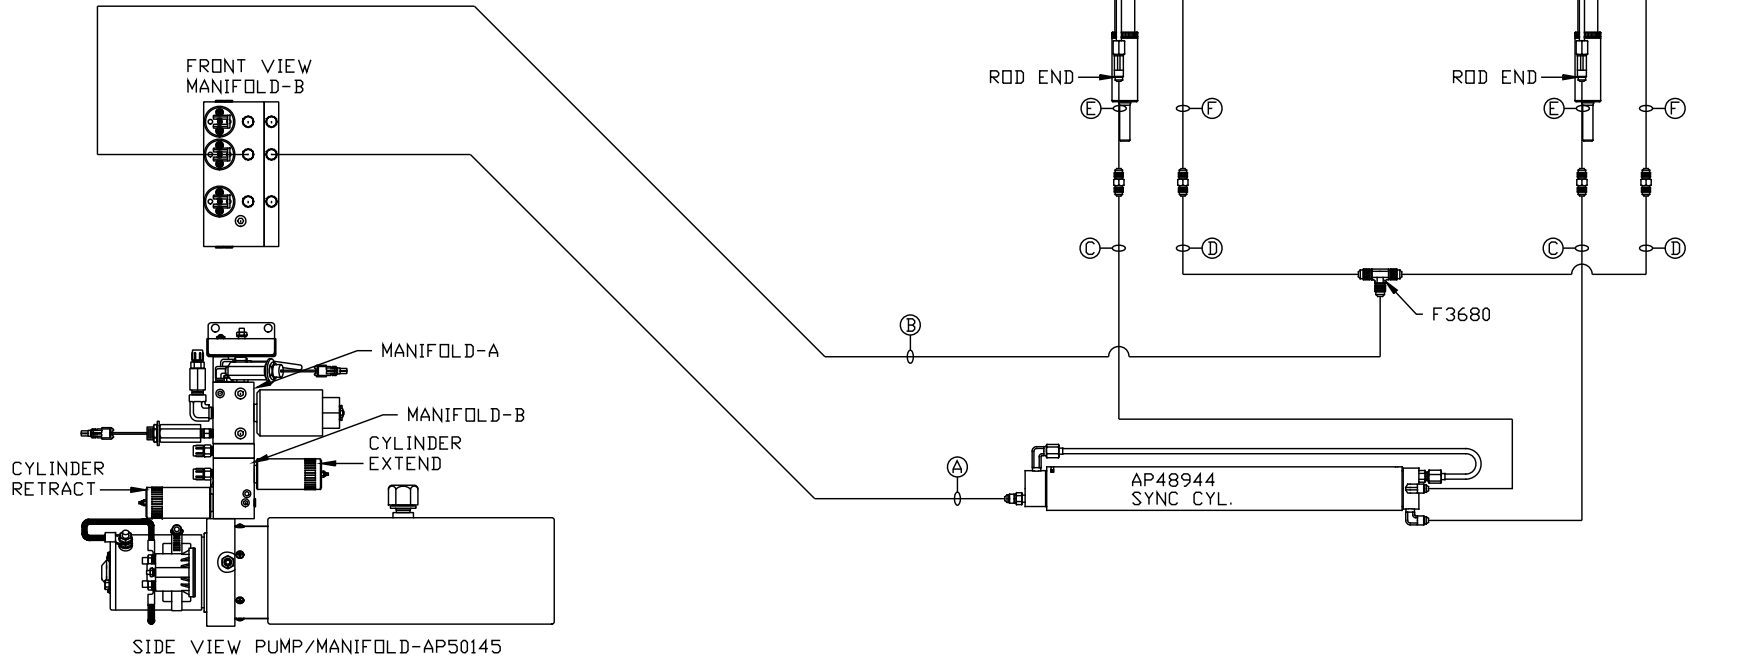 FRONT VIEW
MANIFOLD-B
ROD END
ROD END
E
F
E
F
C
D
C
D
F3680
B
MANIFOLD-A
MANIFOLD-B
CYLINDER
EXTEND
CYLINDER
RETRACT
A
AP48944
SYNC CYL.
SIDE VIEW PUMP/MANIFOLD-AP50145